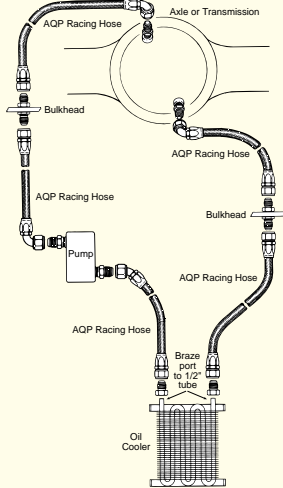 Axle or Transmission
AQP Racing Hose
Bulkhead
AQP Racing Hose
AQP Racing Hose
Bulkhead
Pump
AQP Racing Hose
AQP Racing Hose
Braze
port
to 1/2"
tube
Oil
Cooler